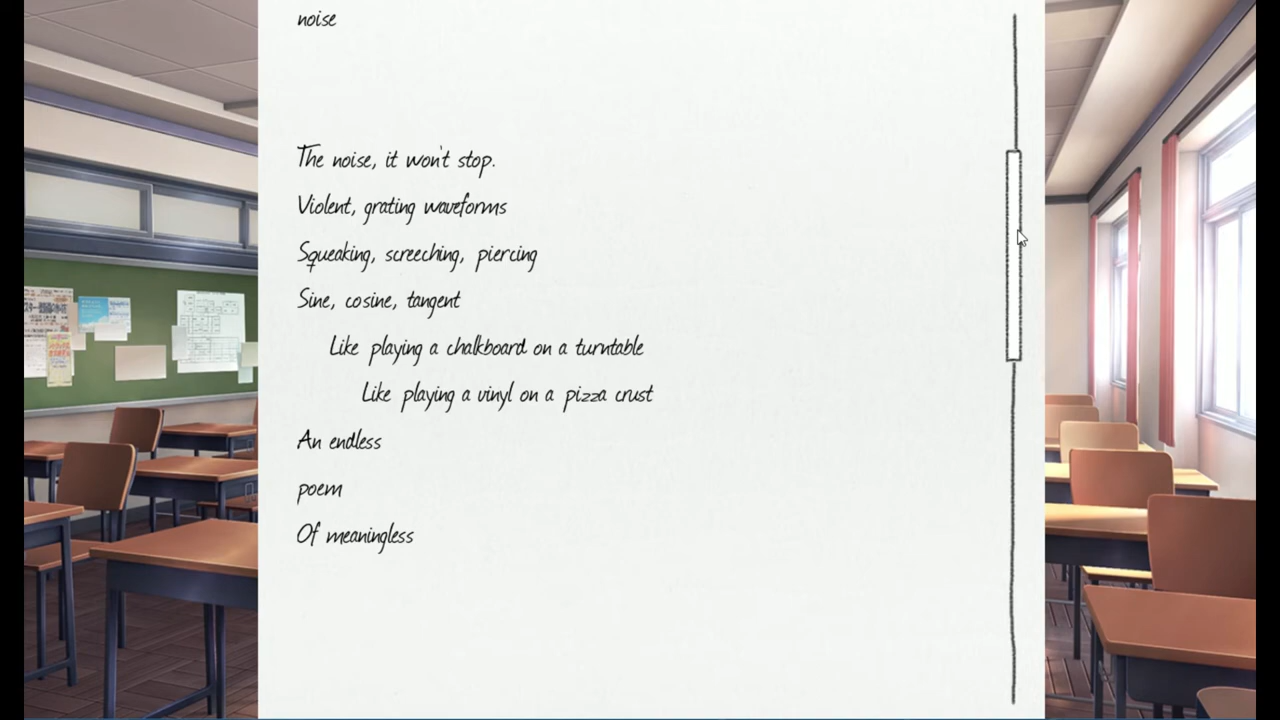 noise
The noise, it won't stop.
Violent, grating waveforms
Squeaking, screeching, piercing
Sine, cosine, tangent
Like playing a chalkboard on a turntable
Like playing a vinyl on a pizza crust
An endless
poem
Of meaningless